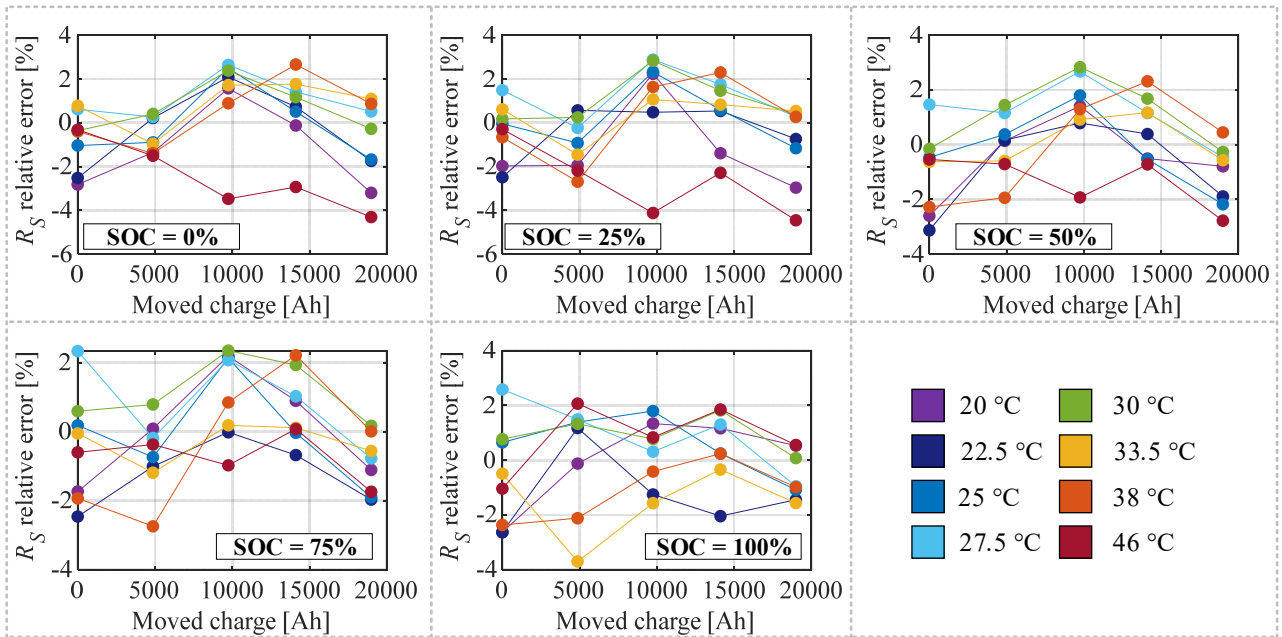 4
2
0
-2
-4
-6
R_S relative error [%]
SOC = 0%
0 5000 10000 15000 20000
Moved charge [Ah]
4
2
0
-2
-4
-6
R_S relative error [%]
SOC = 25%
0 5000 10000 15000 20000
Moved charge [Ah]
4
2
0
-2
-4
R_S relative error [%]
SOC = 50%
0 5000 10000 15000 20000
Moved charge [Ah]
2
0
-2
-4
R_S relative error [%]
SOC = 75%
0 5000 10000 15000 20000
Moved charge [Ah]
4
2
0
-2
-4
R_S relative error [%]
SOC = 100%
0 5000 10000 15000 20000
Moved charge [Ah]
20 °C
22.5 °C
25 °C
27.5 °C
30 °C
33.5 °C
38 °C
46 °C